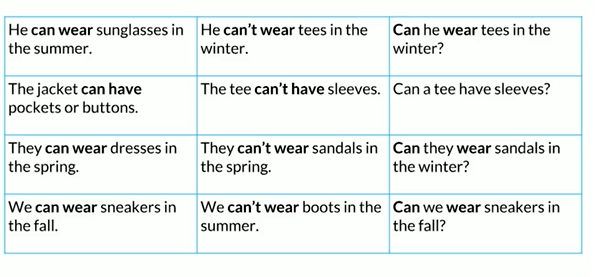 He can wear sunglasses in
the summer.
He can't wear tees in the
winter.
Can he wear tees in the
winter?
The jacket can have
pockets or buttons.
The tee can't have sleeves.
Can a tee have sleeves?
They can wear dresses in
the spring.
They can't wear sandals in
the spring.
Can they wear sandals in
the winter?
We can wear sneakers in
the fall.
We can't wear boots in the
summer.
Can we wear sneakers in
the fall?